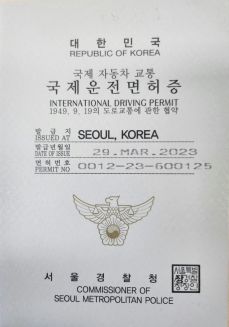 대한민국
REPUBLIC OF KOREA
국제 자동차 교통
국제운전면허증
INTERNATIONAL DRIVING PERMIT
1949. 9. 19의 도로교통에 관한 협약
발급지
ISSUED AT SEOUL, KOREA
발급년월일
DATE OF ISSUE 29.MAR.2023
면허번호
PERMIT NO 0012-23-600125
서울경찰청
COMMISSIONER OF
SEOUL METROPOLITAN POLICE